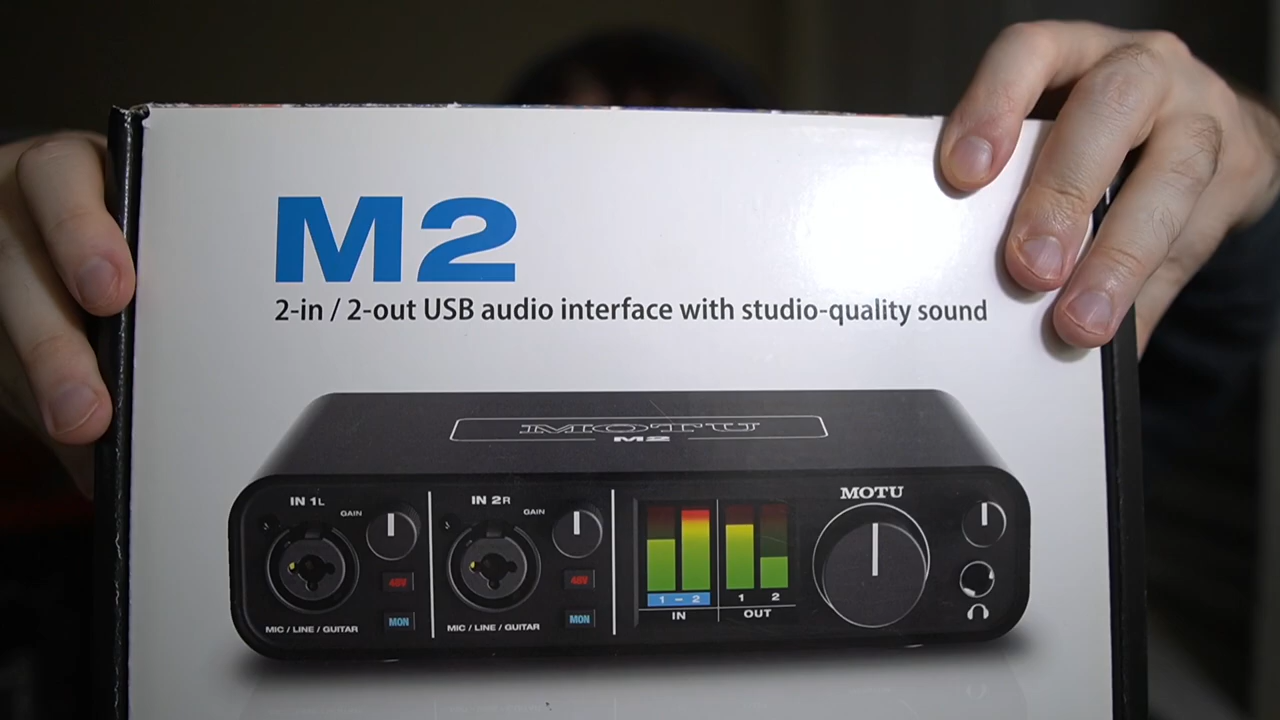 M2
2-in / 2-out USB audio interface with studio-quality sound
MOTU
M2
IN 1L
GAIN
48V
MON
MIC / LINE / GUITAR
IN 2R
GAIN
48V
MON
MIC / LINE / GUITAR
1 - 2
IN
1 2
OUT
MOTU